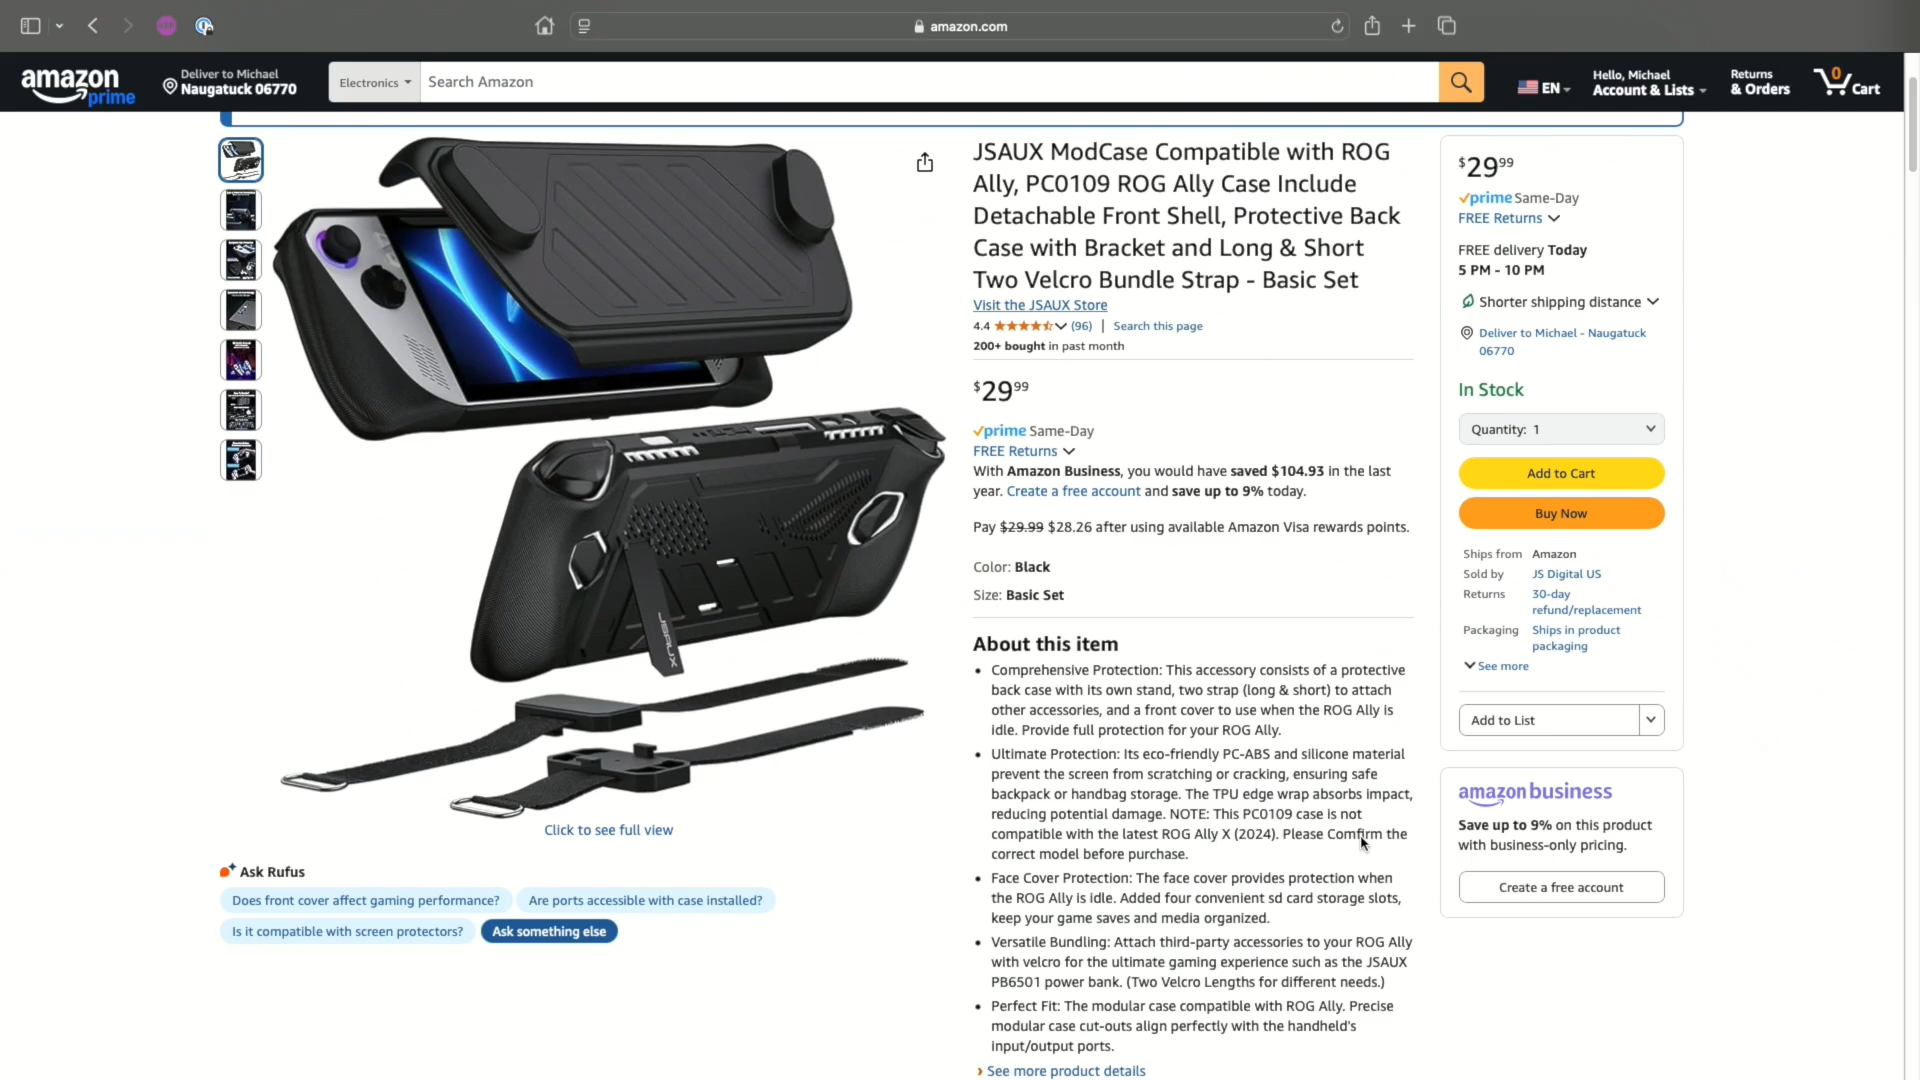 amazon.com
amazon
prime
Deliver to Michael
Naugatuck 06770
Electronics
Search Amazon
EN
Hello, Michael
Account & Lists
Returns
& Orders
0
Cart
JSAUX ModCase Compatible with ROG
Ally, PC0109 ROG Ally Case Include
Detachable Front Shell, Protective Back
Case with Bracket and Long & Short
Two Velcro Bundle Strap - Basic Set
Visit the JSAUX Store
4.4 (96) | Search this page
200+ bought in past month
$29.99
prime Same-Day
FREE Returns
With Amazon Business, you would have saved $104.93 in the last
year. Create a free account and save up to 9% today.
Pay $29.99 $28.26 after using available Amazon Visa rewards points.
Color: Black
Size: Basic Set
About this item
• Comprehensive Protection: This accessory consists of a protective
back case with its own stand, two strap (long & short) to attach
other accessories, and a front cover to use when the ROG Ally is
idle. Provide full protection for your ROG Ally.
• Ultimate Protection: Its eco-friendly PC-ABS and silicone material
prevent the screen from scratching or cracking, ensuring safe
backpack or handbag storage. The TPU edge wrap absorbs impact,
reducing potential damage. NOTE: This PC0109 case is not
compatible with the latest ROG Ally X (2024). Please Comfirm the
correct model before purchase.
• Face Cover Protection: The face cover provides protection when
the ROG Ally is idle. Added four convenient sd card storage slots,
keep your game saves and media organized.
• Versatile Bundling: Attach third-party accessories to your ROG Ally
with velcro for the ultimate gaming experience such as the JSAUX
PB6501 power bank. (Two Velcro Lengths for different needs.)
• Perfect Fit: The modular case compatible with ROG Ally. Precise
modular case cut-outs align perfectly with the handheld's
input/output ports.
› See more product details
JSAUX
Click to see full view
Ask Rufus
Does front cover affect gaming performance?
Are ports accessible with case installed?
Is it compatible with screen protectors?
Ask something else
$29.99
prime Same-Day
FREE Returns
FREE delivery Today
5 PM - 10 PM
Shorter shipping distance
Deliver to Michael - Naugatuck
06770
In Stock
Quantity: 1
Add to Cart
Buy Now
Ships from Amazon
Sold by JS Digital US
Returns 30-day
refund/replacement
Packaging Ships in product
packaging
See more
Add to List
amazon business
Save up to 9% on this product
with business-only pricing.
Create a free account